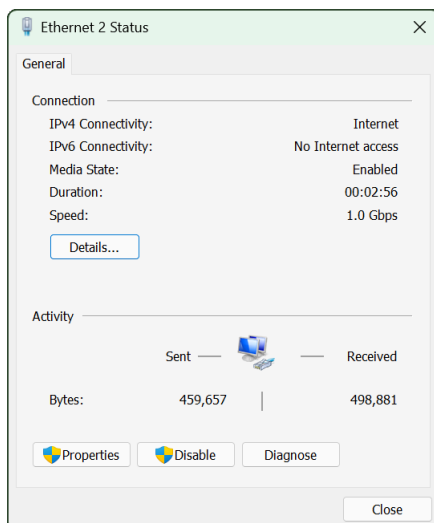 Ethernet 2 Status
General
Connection
IPv4 Connectivity: Internet
IPv6 Connectivity: No Internet access
Media State: Enabled
Duration: 00:02:56
Speed: 1.0 Gbps
Details...
Activity
Sent Received
Bytes: 459,657 498,881
Properties Disable Diagnose
Close